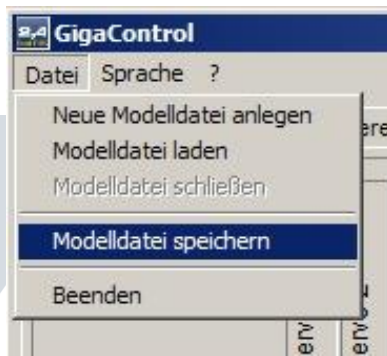 GigaControl
Datei Sprache ?
Neue Modelldatei anlegen
Modelldatei laden
Modelldatei schließen
Modelldatei speichern
Beenden